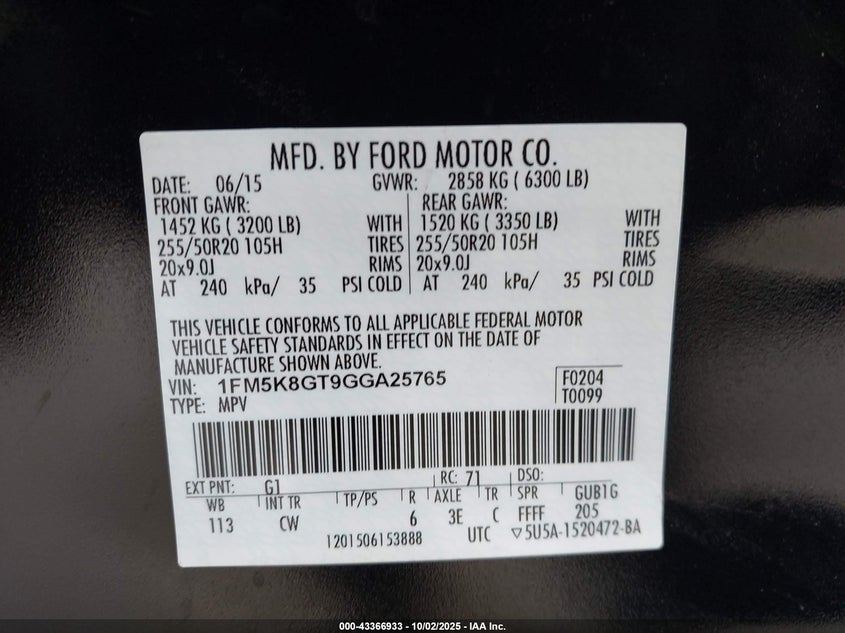 MFD. BY FORD MOTOR CO.
DATE: 06/15 GVWR: 2858 KG ( 6300 LB)
FRONT GAWR: REAR GAWR:
1452 KG ( 3200 LB) WITH 1520 KG ( 3350 LB) WITH
255/50R20 105H TIRES 255/50R20 105H TIRES
20x9.0J RIMS 20x9.0J RIMS
AT 240 kPa/ 35 PSI COLD AT 240 kPa/ 35 PSI COLD
THIS VEHICLE CONFORMS TO ALL APPLICABLE FEDERAL MOTOR
VEHICLE SAFETY STANDARDS IN EFFECT ON THE DATE OF
MANUFACTURE SHOWN ABOVE.
VIN: 1FM5K8GT9GGA25765 F0204
TYPE: MPV T0099
EXT PNT: G1 RC: 71 DSO:
WB INT TR TP/PS R AXLE TR SPR GUB1G
113 CW 6 3E C FFFF 205
1201506153888 UTC ▽5U5A-1520472-BA
000-43366933 - 10/02/2025 - IAA Inc.